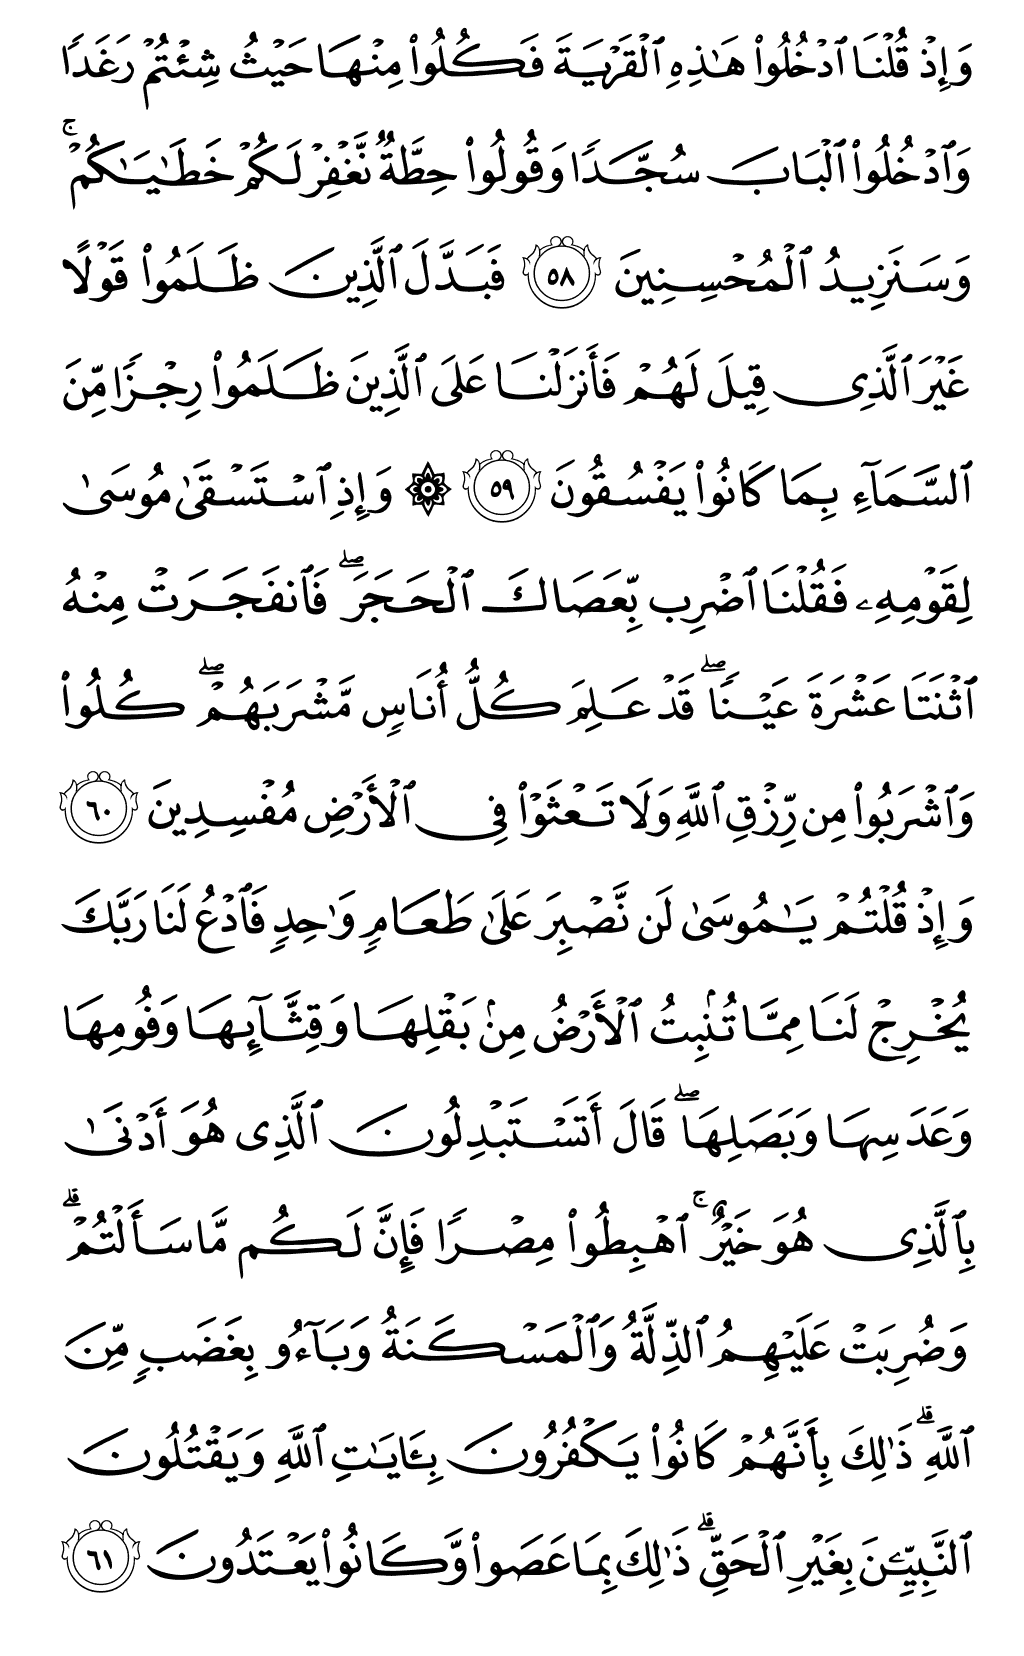 وَإِذۡ قُلۡنَا ٱدۡخُلُواْ هَٰذِهِ ٱلۡقَرۡيَةَ فَكُلُواْ مِنۡهَا حَيۡثُ شِئۡتُمۡ رَغَدٗا
وَٱدۡخُلُواْ ٱلۡبَابَ سُجَّدٗا وَقُولُواْ حِطَّةٞ نَّغۡفِرۡ لَكُمۡ خَطَٰيَٰكُمۡۚ
وَسَنَزِيدُ ٱلۡمُحۡسِنِينَ ٥٨ فَبَدَّلَ ٱلَّذِينَ ظَلَمُواْ قَوۡلًا
غَيۡرَ ٱلَّذِي قِيلَ لَهُمۡ فَأَنزَلۡنَا عَلَى ٱلَّذِينَ ظَلَمُواْ رِجۡزٗا مِّنَ
ٱلسَّمَآءِ بِمَا كَانُواْ يَفۡسُقُونَ ٥٩ ۞ وَإِذِ ٱسۡتَسۡقَىٰ مُوسَىٰ
لِقَوۡمِهِۦ فَقُلۡنَا ٱضۡرِب بِّعَصَاكَ ٱلۡحَجَرَۖ فَٱنفَجَرَتۡ مِنۡهُ
ٱثۡنَتَا عَشۡرَةَ عَيۡنٗاۖ قَدۡ عَلِمَ كُلُّ أُنَاسٖ مَّشۡرَبَهُمۡۖ كُلُواْ
وَٱشۡرَبُواْ مِن رِّزۡقِ ٱللَّهِ وَلَا تَعۡثَوۡاْ فِي ٱلۡأَرۡضِ مُفۡسِدِينَ ٦٠
وَإِذۡ قُلۡتُمۡ يَٰمُوسَىٰ لَن نَّصۡبِرَ عَلَىٰ طَعَامٖ وَٰحِدٖ فَٱدۡعُ لَنَا رَبَّكَ
يُخۡرِجۡ لَنَا مِمَّا تُنۢبِتُ ٱلۡأَرۡضُ مِنۢ بَقۡلِهَا وَقِثَّآئِهَا وَفُومِهَا
وَعَدَسِهَا وَبَصَلِهَاۖ قَالَ أَتَسۡتَبۡدِلُونَ ٱلَّذِي هُوَ أَدۡنَىٰ
بِٱلَّذِي هُوَ خَيۡرٌۚ ٱهۡبِطُواْ مِصۡرٗا فَإِنَّ لَكُم مَّا سَأَلۡتُمۡۗ
وَضُرِبَتۡ عَلَيۡهِمُ ٱلذِّلَّةُ وَٱلۡمَسۡكَنَةُ وَبَآءُو بِغَضَبٖ مِّنَ
ٱللَّهِۗ ذَٰلِكَ بِأَنَّهُمۡ كَانُواْ يَكۡفُرُونَ بِـَٔايَٰتِ ٱللَّهِ وَيَقۡتُلُونَ
ٱلنَّبِيِّـۧنَ بِغَيۡرِ ٱلۡحَقِّۗ ذَٰلِكَ بِمَا عَصَواْ وَّكَانُواْ يَعۡتَدُونَ ٦١